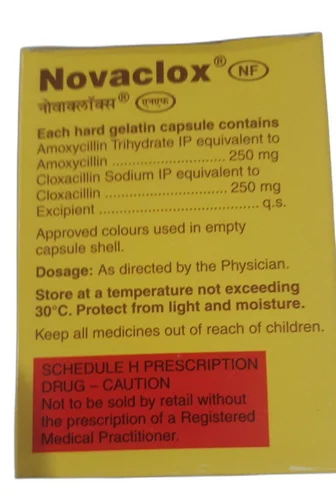 Novaclox® NF
नोवाक्लॉक्स® एनएफ
Each hard gelatin capsule contains
Amoxycillin Trihydrate IP equivalent to
Amoxycillin ............................ 250 mg
Cloxacillin Sodium IP equivalent to
Cloxacillin .............................. 250 mg
Excipient ....................................... q.s.
Approved colours used in empty
capsule shell.
Dosage: As directed by the Physician.
Store at a temperature not exceeding
30°C. Protect from light and moisture.
Keep all medicines out of reach of children.
SCHEDULE H PRESCRIPTION
DRUG – CAUTION
Not to be sold by retail without
the prescription of a Registered
Medical Practitioner.